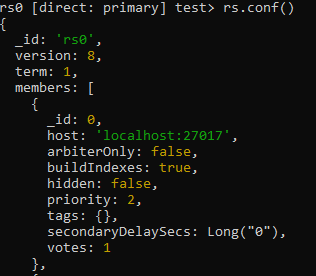 rs0 [direct: primary] test> rs.conf()
{
  _id: 'rs0',
  version: 8,
  term: 1,
  members: [
    {
      _id: 0,
      host: 'localhost:27017',
      arbiterOnly: false,
      buildIndexes: true,
      hidden: false,
      priority: 2,
      tags: {},
      secondaryDelaySecs: Long("0"),
      votes: 1
    },
    {